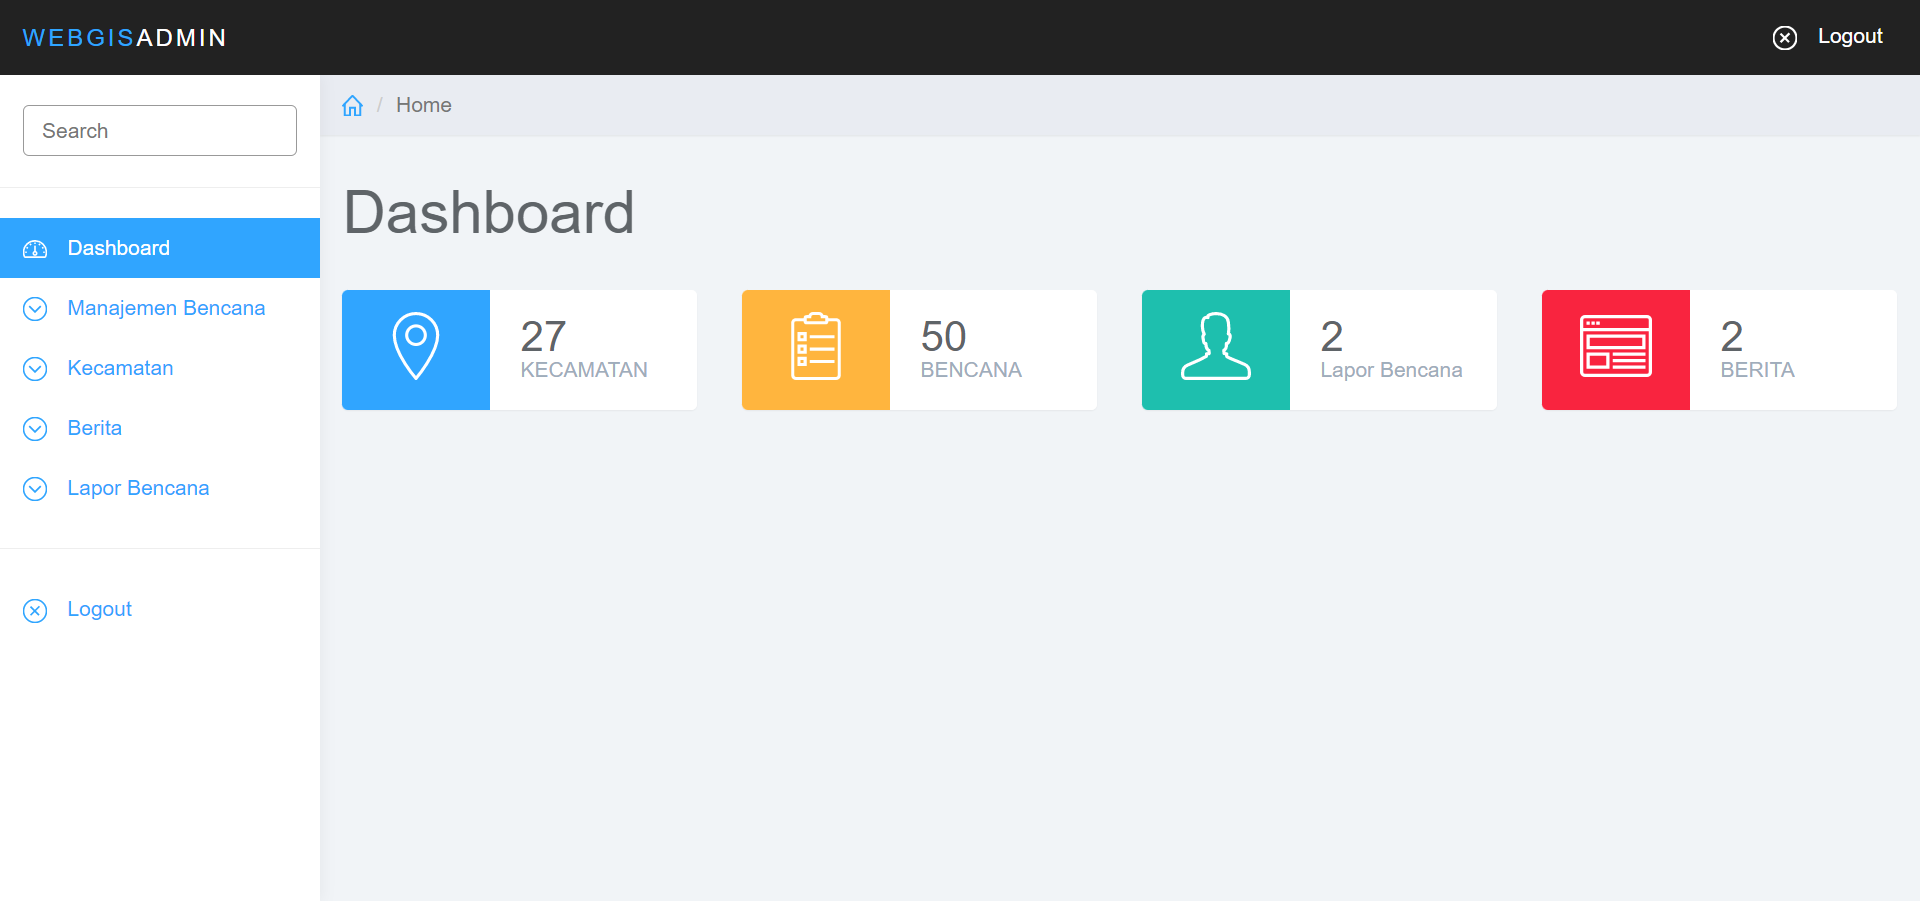 WEBGISADMIN
Logout
Search
/ Home
Dashboard
Dashboard
Manajemen Bencana
Kecamatan
Berita
Lapor Bencana
Logout
27
KECAMATAN
50
BENCANA
2
Lapor Bencana
2
BERITA